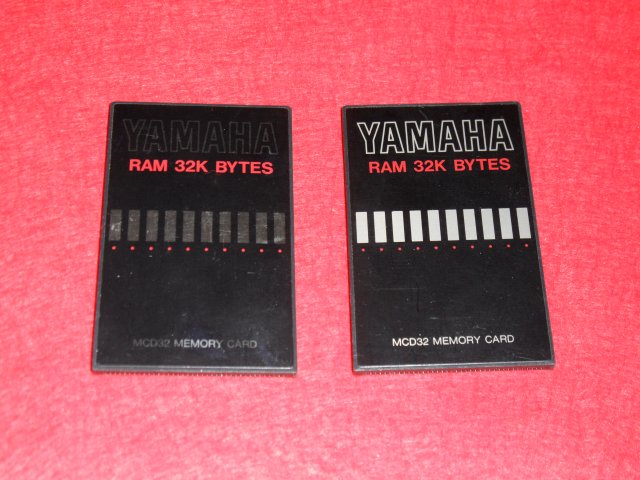 YAMAHA
RAM 32K BYTES
MCD32 MEMORY CARD
YAMAHA
RAM 32K BYTES
MCD32 MEMORY CARD